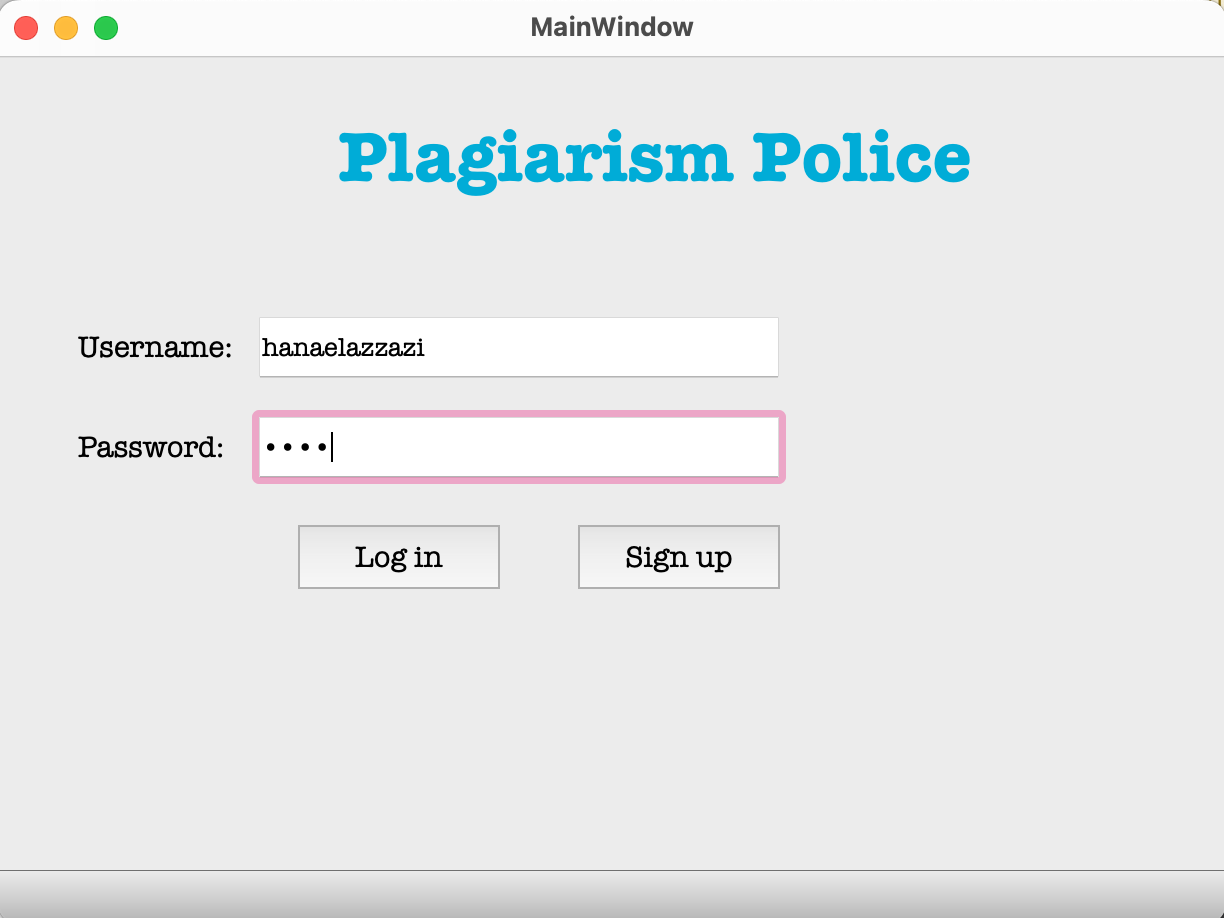 MainWindow
Plagiarism Police
Username: hanaelazzazi
Password: ••••
Log in Sign up